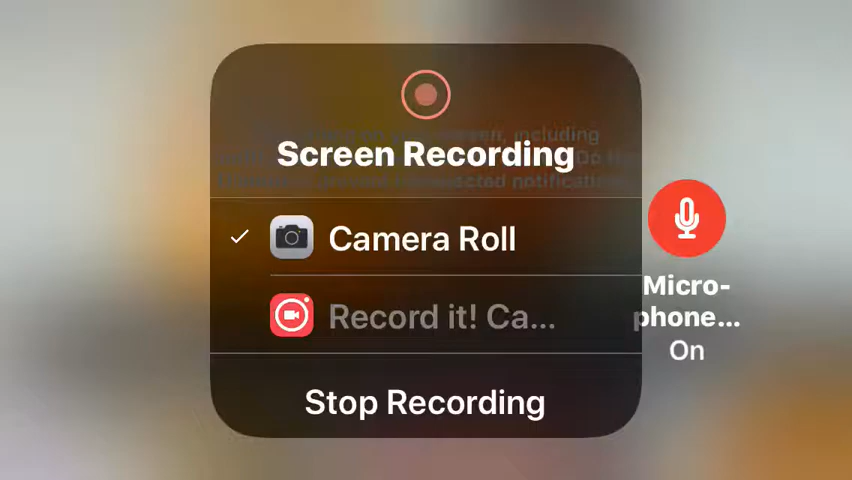 Screen Recording
Camera Roll
Record it! Ca...
Stop Recording
Micro-
phone...
On